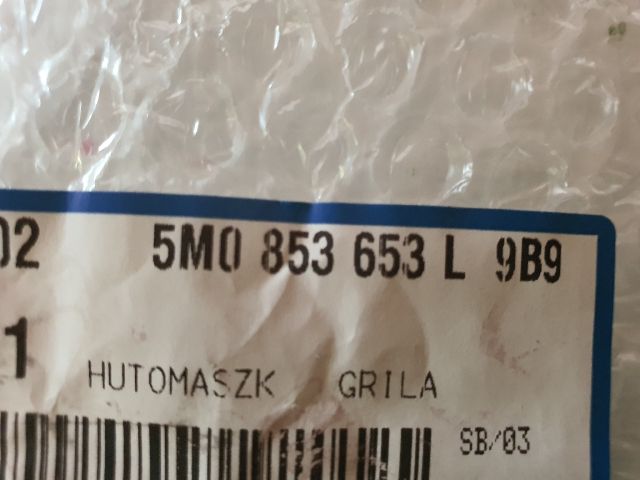 02 5M0 853 653 L 9B9
1
HUTOMASZK GRILA
SB/03